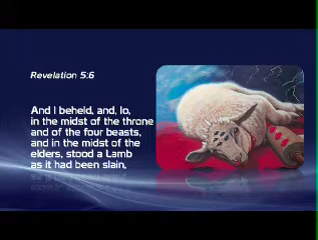 Revelation 5:6
And I beheld, and, lo,
in the midst of the throne
and of the four beasts,
and in the midst of the
elders, stood a Lamb
as it had been slain,